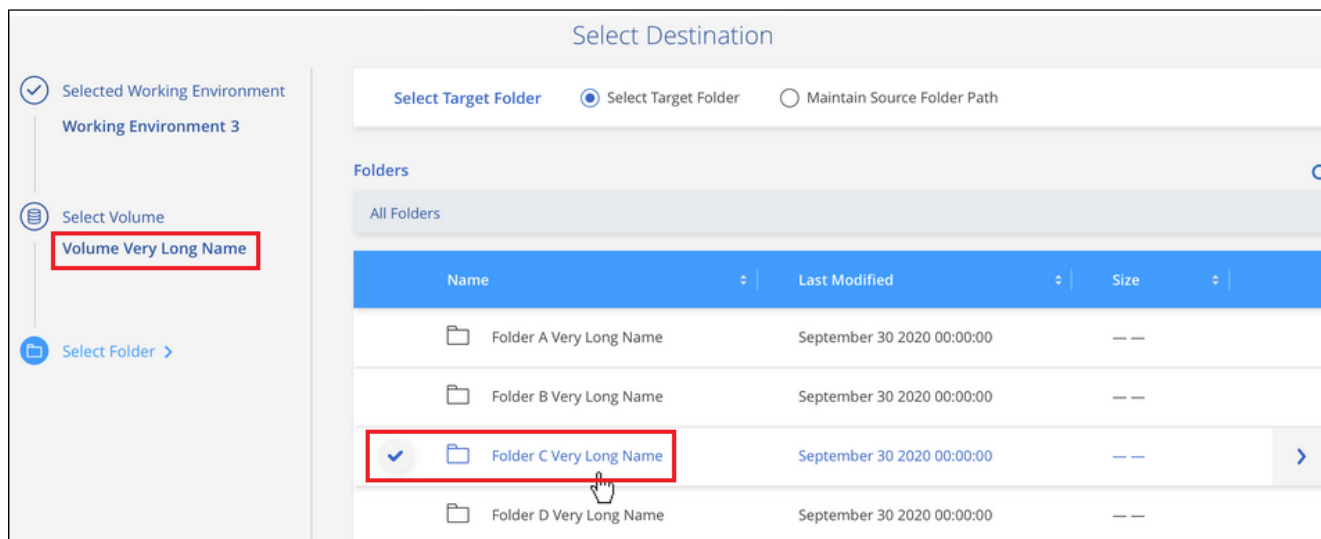 Select Destination
Selected Working Environment
Working Environment 3
Select Volume
Volume Very Long Name
Select Folder >
Select Target Folder Select Target Folder Maintain Source Folder Path
Folders
All Folders
Name Last Modified Size
Folder A Very Long Name September 30 2020 00:00:00 — —
Folder B Very Long Name September 30 2020 00:00:00 — —
Folder C Very Long Name September 30 2020 00:00:00 — —
Folder D Very Long Name September 30 2020 00:00:00 — —